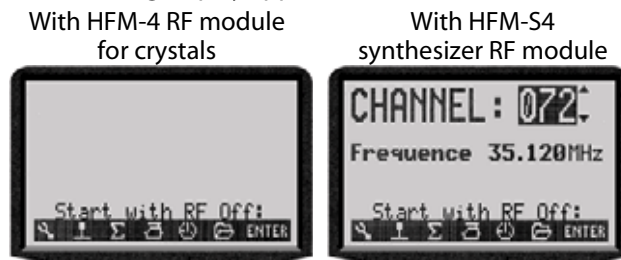 With HFM-4 RF module
for crystals
Start with RF Off:
ENTER
With HFM-S4
synthesizer RF module
CHANNEL: 072
Frequence 35.120MHz
Start with RF Off:
ENTER